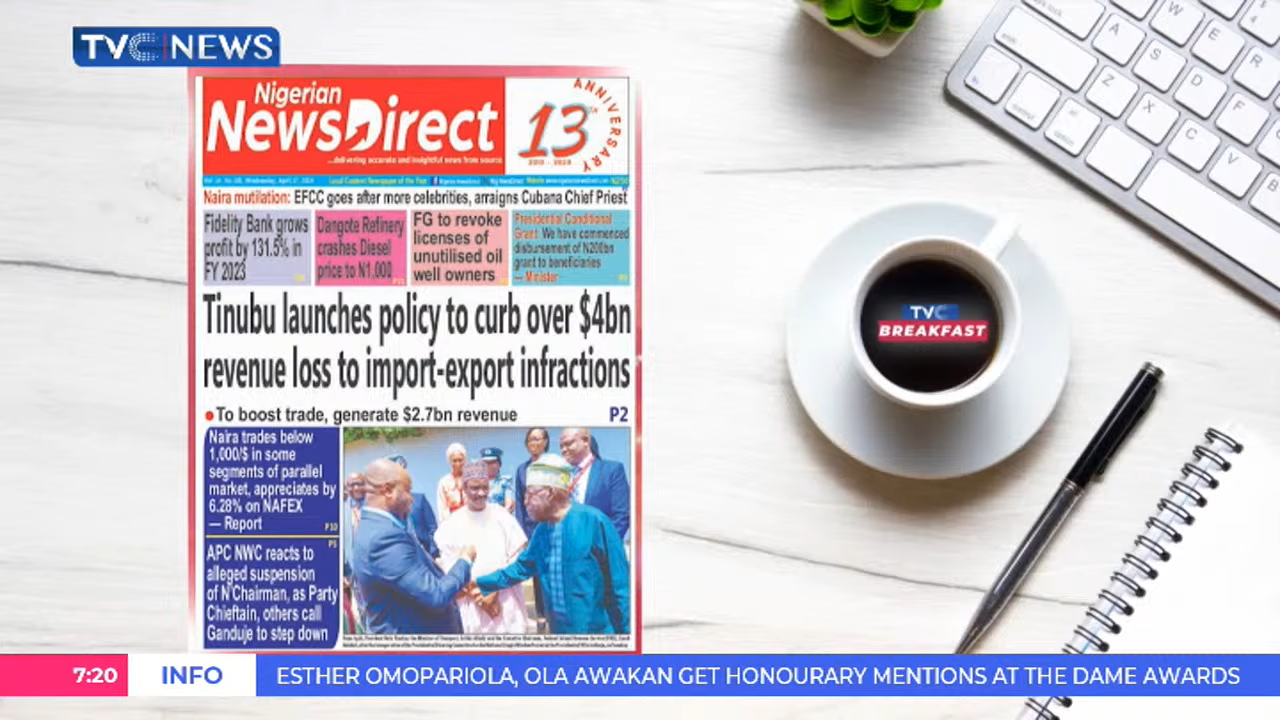 TVC NEWS
Nigerian
NewsDirect
...delivering accurate and insightful news from source
13TH
ANNIVERSARY
2010 - 2023
Naira mutilation: EFCC goes after more celebrities, arraigns Cubana Chief Priest
Fidelity Bank grows
profit by 131.5% in
FY 2023
Dangote Refinery
crashes Diesel
price to N1,000
FG to revoke
licenses of
unutilised oil
well owners
Presidential Conditional
Grant: We have commenced
disbursement of N200bn
grant to beneficiaries
— Minister
Tinubu launches policy to curb over $4bn
revenue loss to import-export infractions
•To boost trade, generate $2.7bn revenue P2
Naira trades below
1,000/$ in some
segments of parallel
market, appreciates by
6.28% on NAFEX
— Report P10
P5
APC NWC reacts to
alleged suspension
of N'Chairman, as Party
Chieftain, others call
Ganduje to step down
TVC
BREAKFAST
A
S
D
F
W
E
R
Z
X
C
V
B
7:20 INFO ESTHER OMOPARIOLA, OLA AWAKAN GET HONOURARY MENTIONS AT THE DAME AWARDS